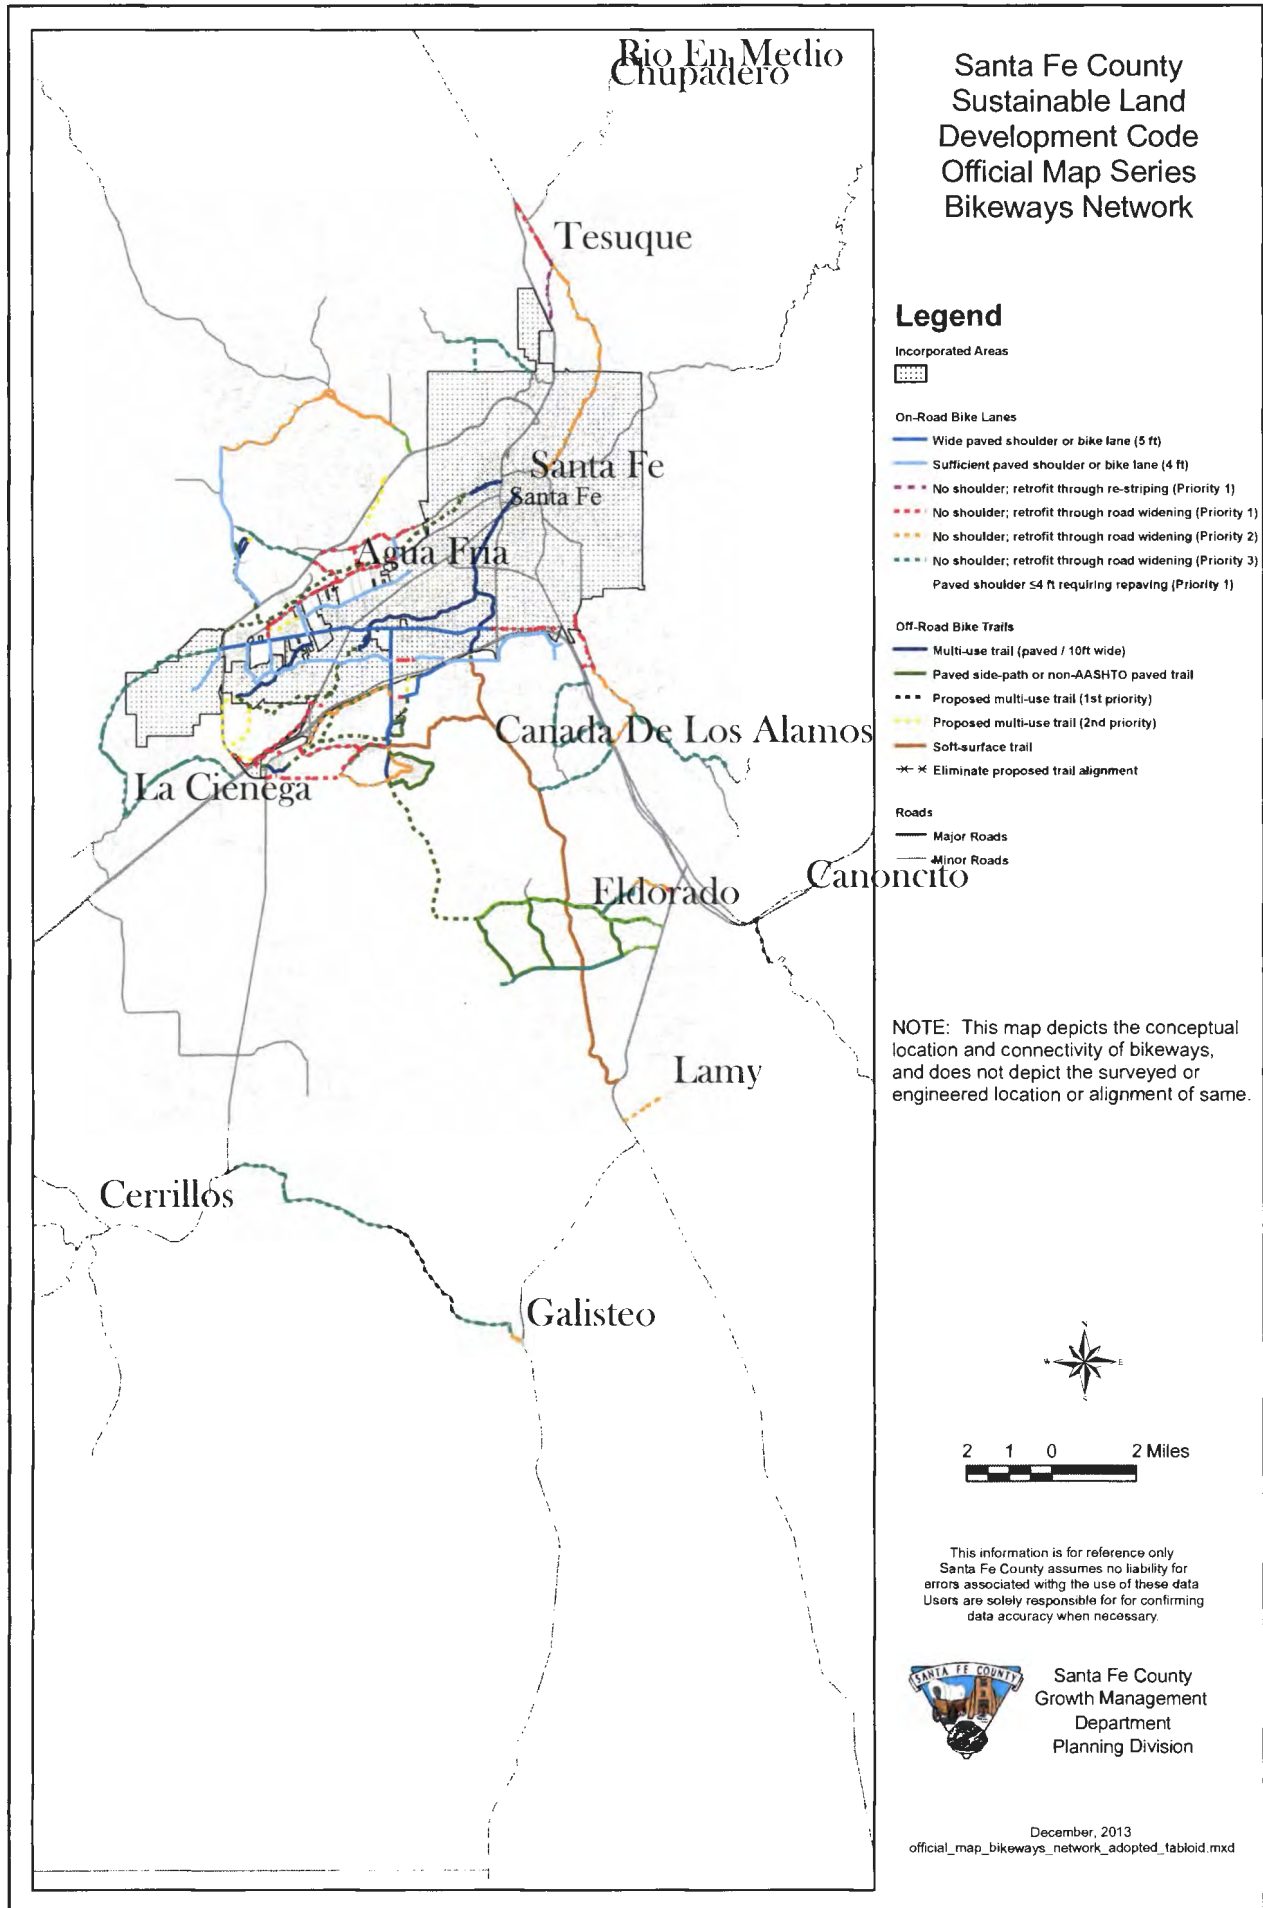 Rio En Medio
Chupadero
Tesuque
Santa Fe
Santa Fe
Agua Fria
Canada De Los Alamos
La Cienega
Eldorado
Canoncito
Lamy
Cerrillos
Galisteo
Santa Fe County
Sustainable Land
Development Code
Official Map Series
Bikeways Network
Legend
Incorporated Areas
On-Road Bike Lanes
Wide paved shoulder or bike lane (5 ft)
Sufficient paved shoulder or bike lane (4 ft)
No shoulder; retrofit through re-striping (Priority 1)
No shoulder; retrofit through road widening (Priority 1)
No shoulder; retrofit through road widening (Priority 2)
No shoulder; retrofit through road widening (Priority 3)
Paved shoulder ≤4 ft requiring repaving (Priority 1)
Off-Road Bike Trails
Multi-use trail (paved / 10ft wide)
Paved side-path or non-AASHTO paved trail
Proposed multi-use trail (1st priority)
Proposed multi-use trail (2nd priority)
Soft-surface trail
Eliminate proposed trail alignment
Roads
Major Roads
Minor Roads
NOTE: This map depicts the conceptual
location and connectivity of bikeways,
and does not depict the surveyed or
engineered location or alignment of same.
N
W E
S
2 1 0 2 Miles
This information is for reference only
Santa Fe County assumes no liability for
errors associated withg the use of these data
Users are solely responsible for for confirming
data accuracy when necessary.
SANTA FE COUNTY
Santa Fe County
Growth Management
Department
Planning Division
December, 2013
official_map_bikeways_network_adopted_tabloid.mxd